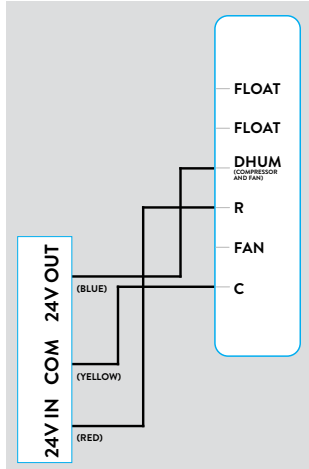 FLOAT
FLOAT
DHUM
(COMPRESSOR
AND FAN)
R
FAN
C
24V OUT
(BLUE)
COM
(YELLOW)
24V IN
(RED)